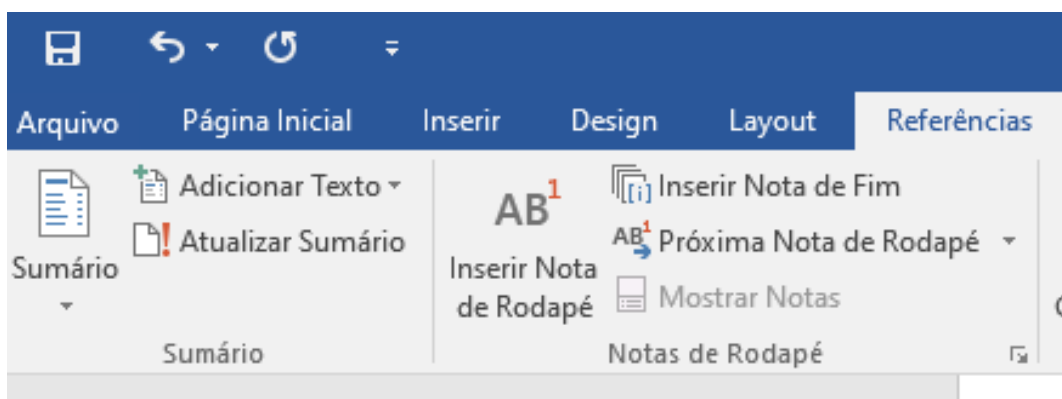 Arquivo Página Inicial Inserir Design Layout Referências
Sumário
Adicionar Texto
Atualizar Sumário
Sumário
AB1
Inserir Nota
de Rodapé
[i] Inserir Nota de Fim
AB1 Próxima Nota de Rodapé
Mostrar Notas
Notas de Rodapé